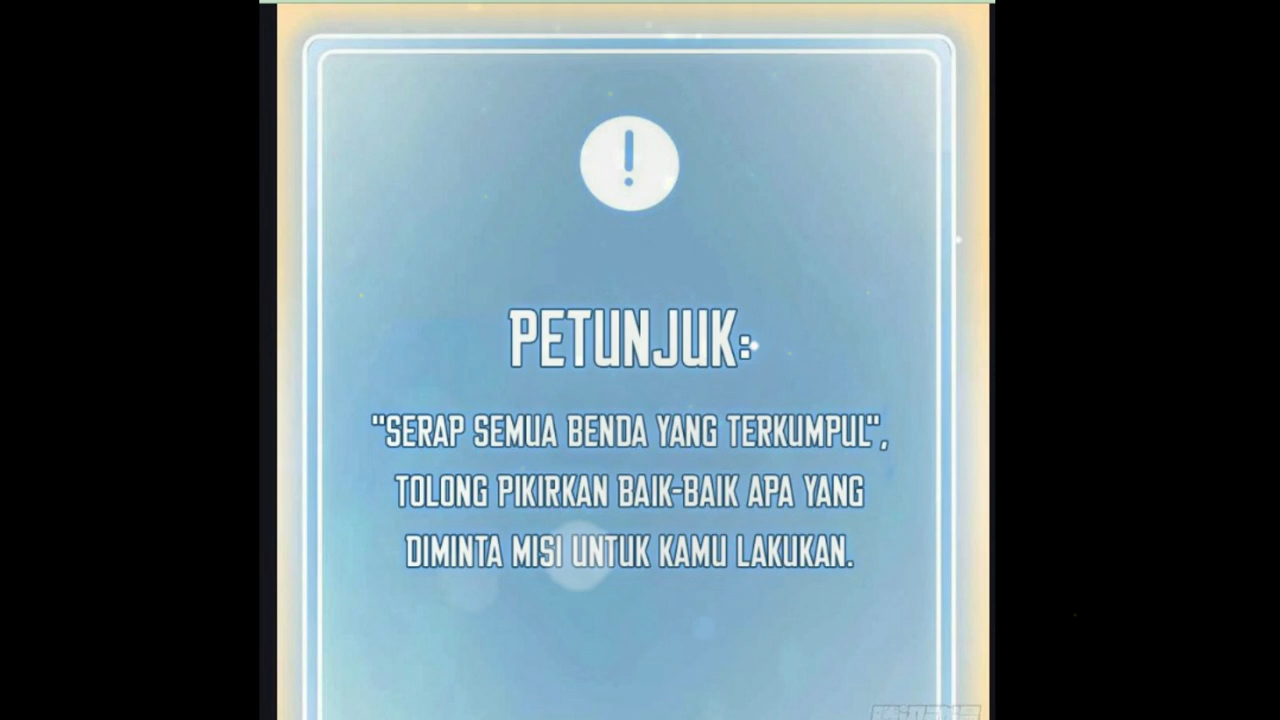 !
PETUNJUK:
"SERAP SEMUA BENDA YANG TERKUMPUL",
TOLONG PIKIRKAN BAIK-BAIK APA YANG
DIMINTA MISI UNTUK KAMU LAKUKAN.